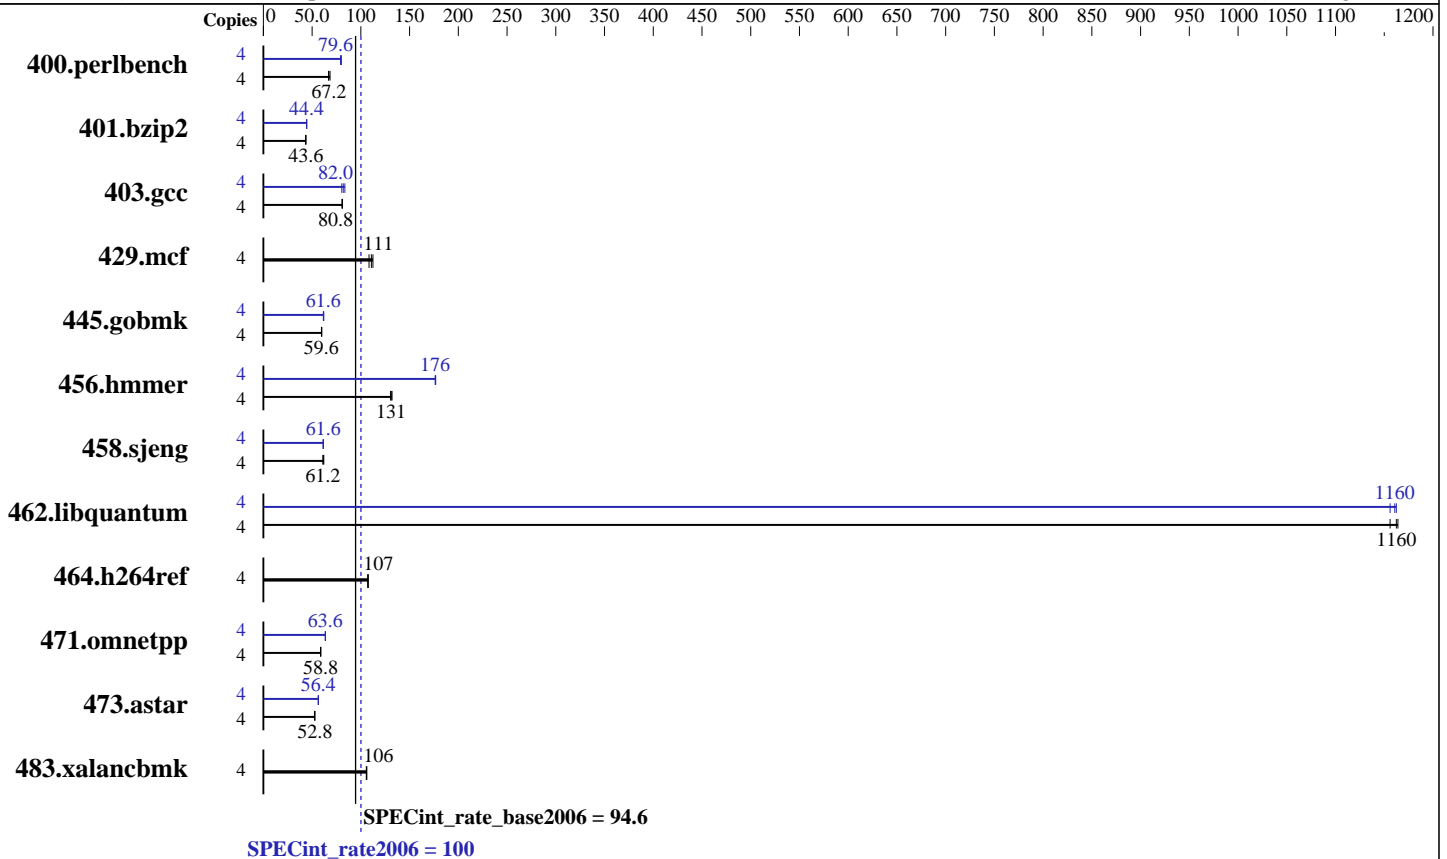 Copies 0 50.0 100 150 200 250 300 350 400 450 500 550 600 650 700 750 800 850 900 950 1000 1050 1100 1200
400.perlbench 4 79.6
4 67.2
401.bzip2 4 44.4
4 43.6
403.gcc 4 82.0
4 80.8
429.mcf 4 111
445.gobmk 4 61.6
4 59.6
456.hmmer 4 176
4 131
458.sjeng 4 61.6
4 61.2
462.libquantum 4 1160
4 1160
464.h264ref 4 107
471.omnetpp 4 63.6
4 58.8
473.astar 4 56.4
4 52.8
483.xalancbmk 4 106
SPECint_rate_base2006 = 94.6
SPECint_rate2006 = 100